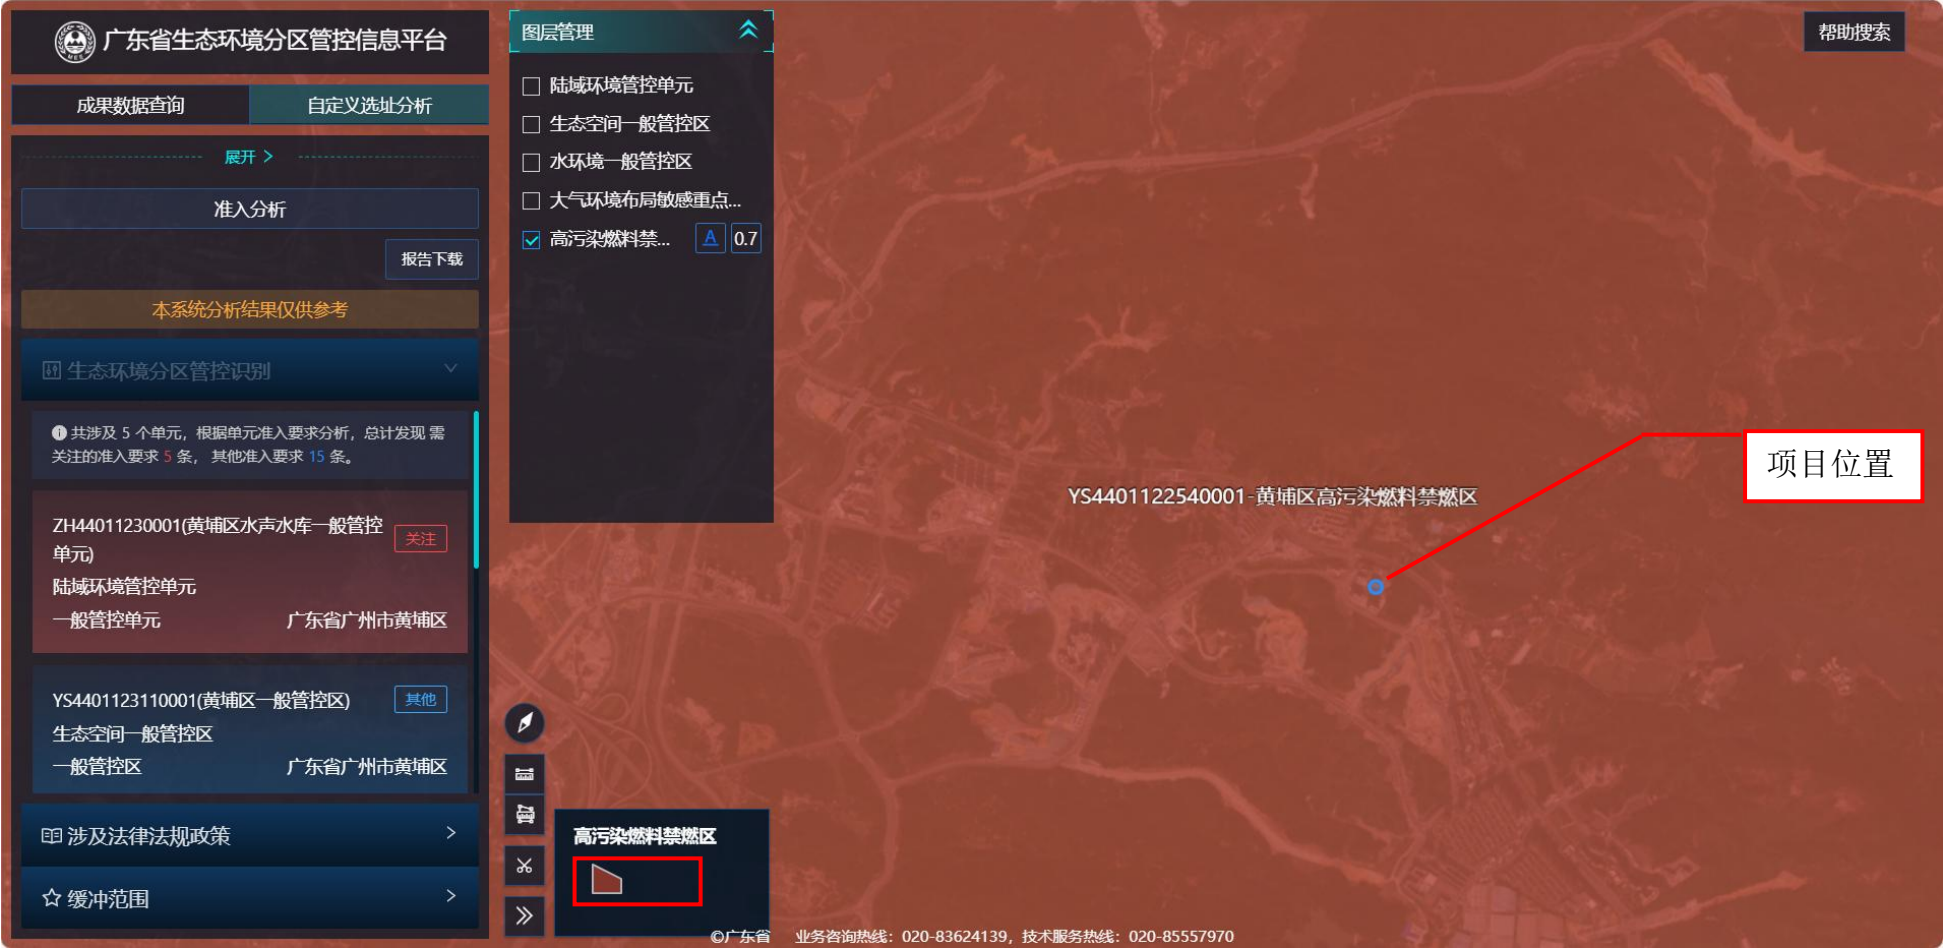 广东省生态环境分区管控信息平台
成果数据查询
自定义选址分析
展开 >
准入分析
报告下载
本系统分析结果仅供参考
生态环境分区管控识别
共涉及 5 个单元，根据单元准入要求分析，总计发现 需
关注的准入要求 5 条， 其他准入要求 15 条。
ZH44011230001(黄埔区水声水库一般管控
单元)
关注
陆域环境管控单元
一般管控单元
广东省广州市黄埔区
YS4401123110001(黄埔区一般管控区)
其他
生态空间一般管控区
一般管控区
广东省广州市黄埔区
涉及法律法规政策
缓冲范围
图层管理
陆域环境管控单元
生态空间一般管控区
水环境一般管控区
大气环境布局敏感重点...
高污染燃料禁... A 0.7
帮助搜索
项目位置
YS4401122540001-黄埔区高污染燃料禁燃区
高污染燃料禁燃区
©广东省 业务咨询热线：020-83624139，技术服务热线：020-85557970